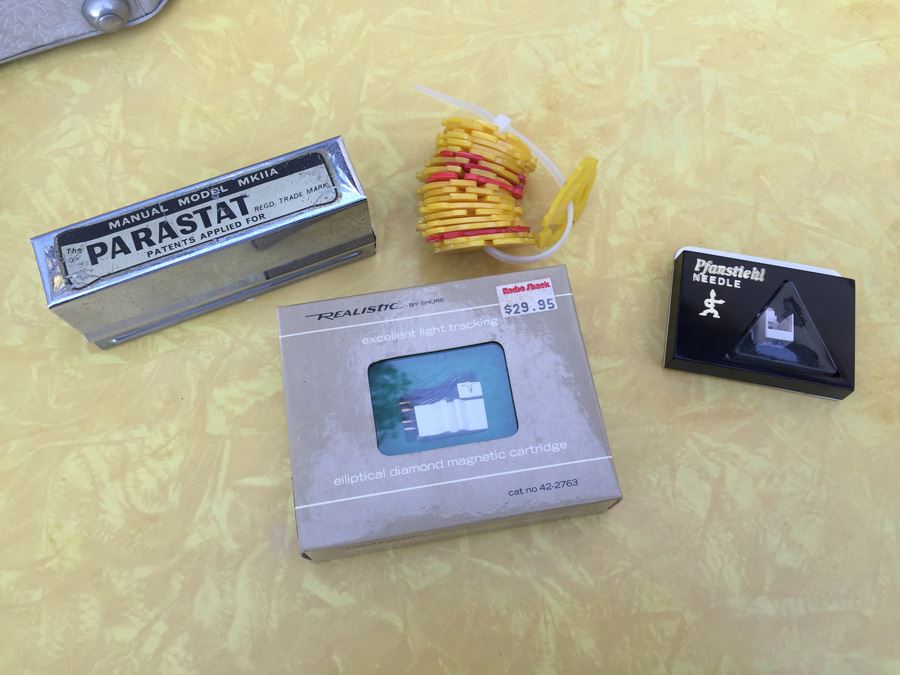 MANUAL MODEL MKIIA
The PARASTAT REGD. TRADE MARK
PATENTS APPLIED FOR
REALISTIC BY SHURE
Radio Shack
$29.95
excellent light tracking
elliptical diamond magnetic cartridge
cat no 42-2763
Pfanstiehl
NEEDLE